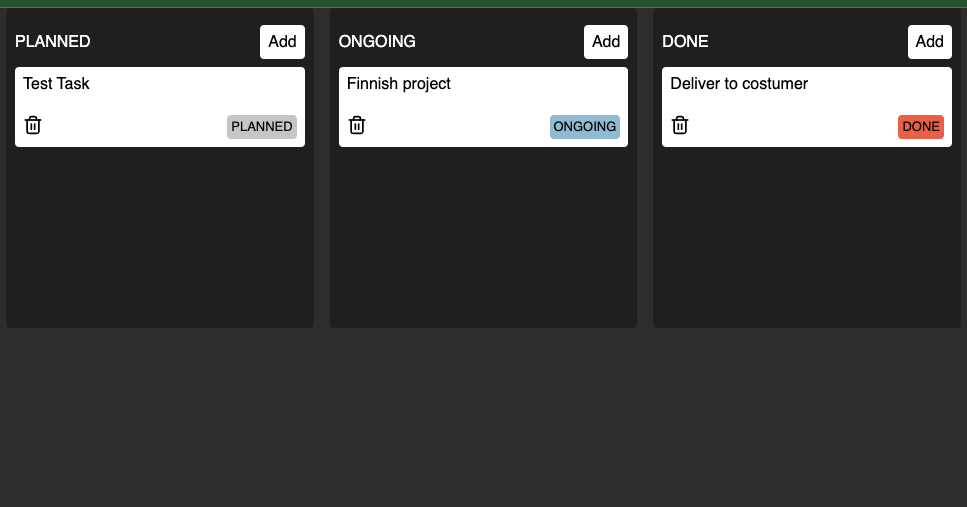 PLANNED
Add
Test Task
PLANNED
ONGOING
Add
Finnish project
ONGOING
DONE
Add
Deliver to costumer
DONE